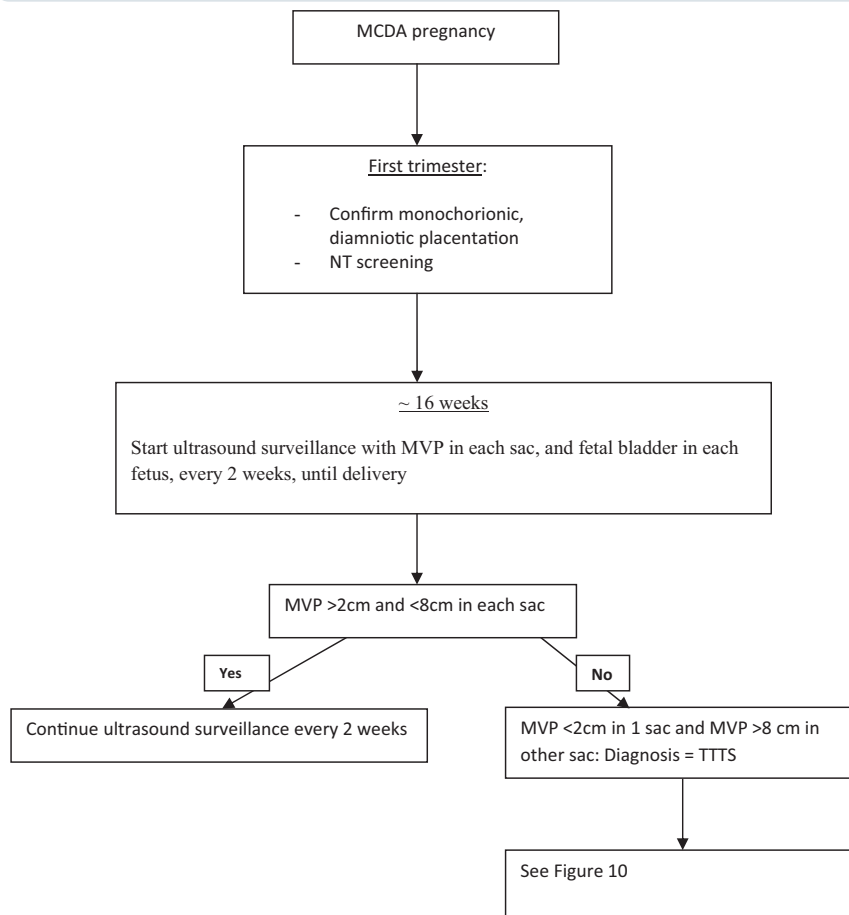 MCDA pregnancy
First trimester:
- Confirm monochorionic,
diamniotic placentation
- NT screening
~ 16 weeks
Start ultrasound surveillance with MVP in each sac, and fetal bladder in each
fetus, every 2 weeks, until delivery
MVP >2cm and <8cm in each sac
Yes
No
Continue ultrasound surveillance every 2 weeks
MVP <2cm in 1 sac and MVP >8 cm in
other sac: Diagnosis = TTTS
See Figure 10